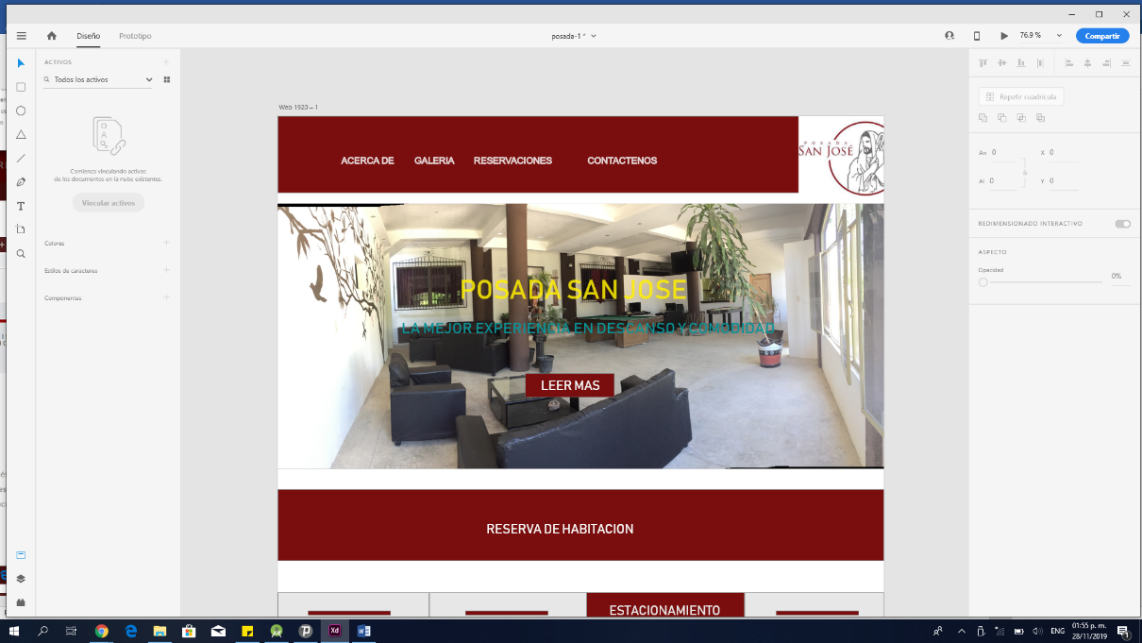 Diseño
Prototipo
posada-1 *
76.9 %
Compartir
ACTIVOS
Todos los activos
Comience vinculando activos
de los documentos en la nube existentes.
Vincular activos
Colores
Estilos de caracteres
Componentes
Web 1920 – 1
ACERCA DE
GALERIA
RESERVACIONES
CONTACTENOS
POSADA
SAN JOSÉ
POSADA SAN JOSE
LA MEJOR EXPERIENCIA EN DESCANSO Y COMODIDAD
LEER MAS
RESERVA DE HABITACION
ESTACIONAMIENTO
Repetir cuadrícula
An 0
X 0
Al 0
Y 0
REDIMENSIONADO INTERACTIVO
ASPECTO
Opacidad
0%
Xd
ENG
01:55 p. m.
28/11/2019